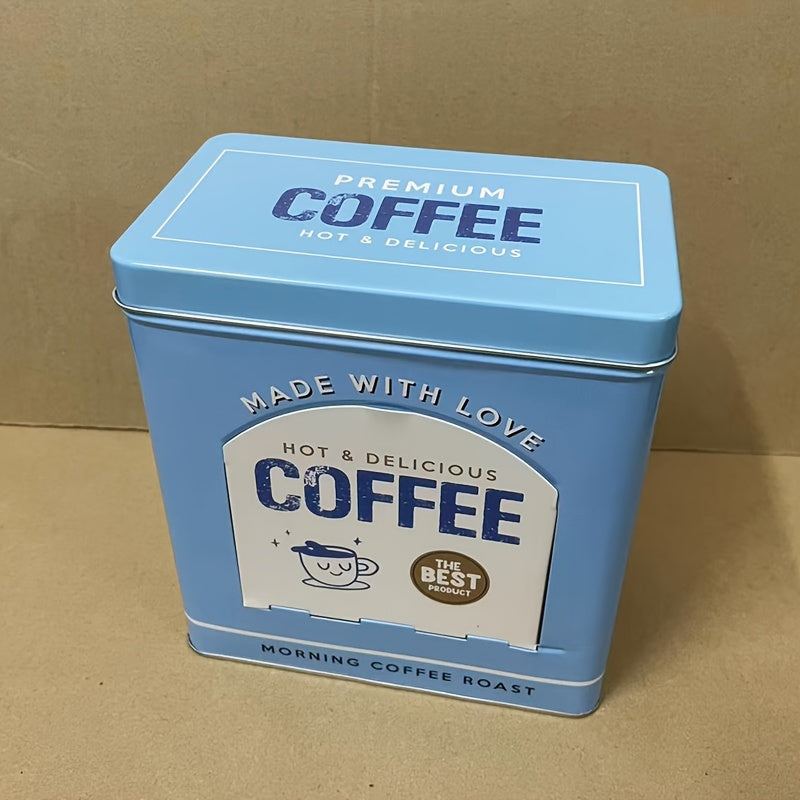 PREMIUM
COFFEE
HOT & DELICIOUS
MADE WITH LOVE
HOT & DELICIOUS
COFFEE
THE
BEST
PRODUCT
MORNING COFFEE ROAST